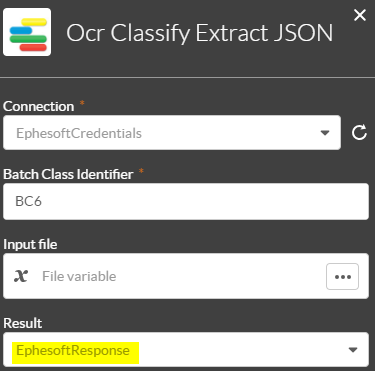 Ocr Classify Extract JSON
Connection *
EphesoftCredentials
Batch Class Identifier *
BC6
Input file
x File variable
Result
EphesoftResponse